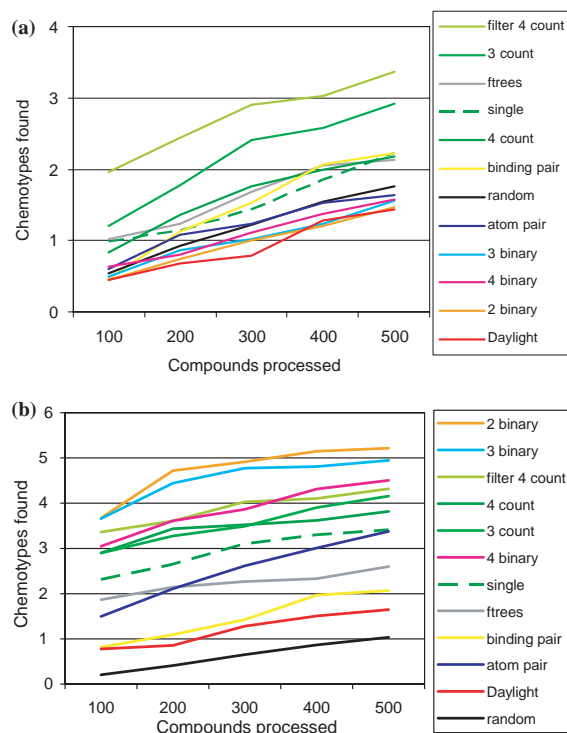 (a)
4
3
2
1
0
Chemotypes found
100 200 300 400 500
Compounds processed
filter 4 count
3 count
ftrees
single
4 count
binding pair
random
atom pair
3 binary
4 binary
2 binary
Daylight
(b)
6
5
4
3
2
1
0
Chemotypes found
100 200 300 400 500
Compounds processed
2 binary
3 binary
filter 4 count
4 count
3 count
4 binary
single
ftrees
binding pair
atom pair
Daylight
random